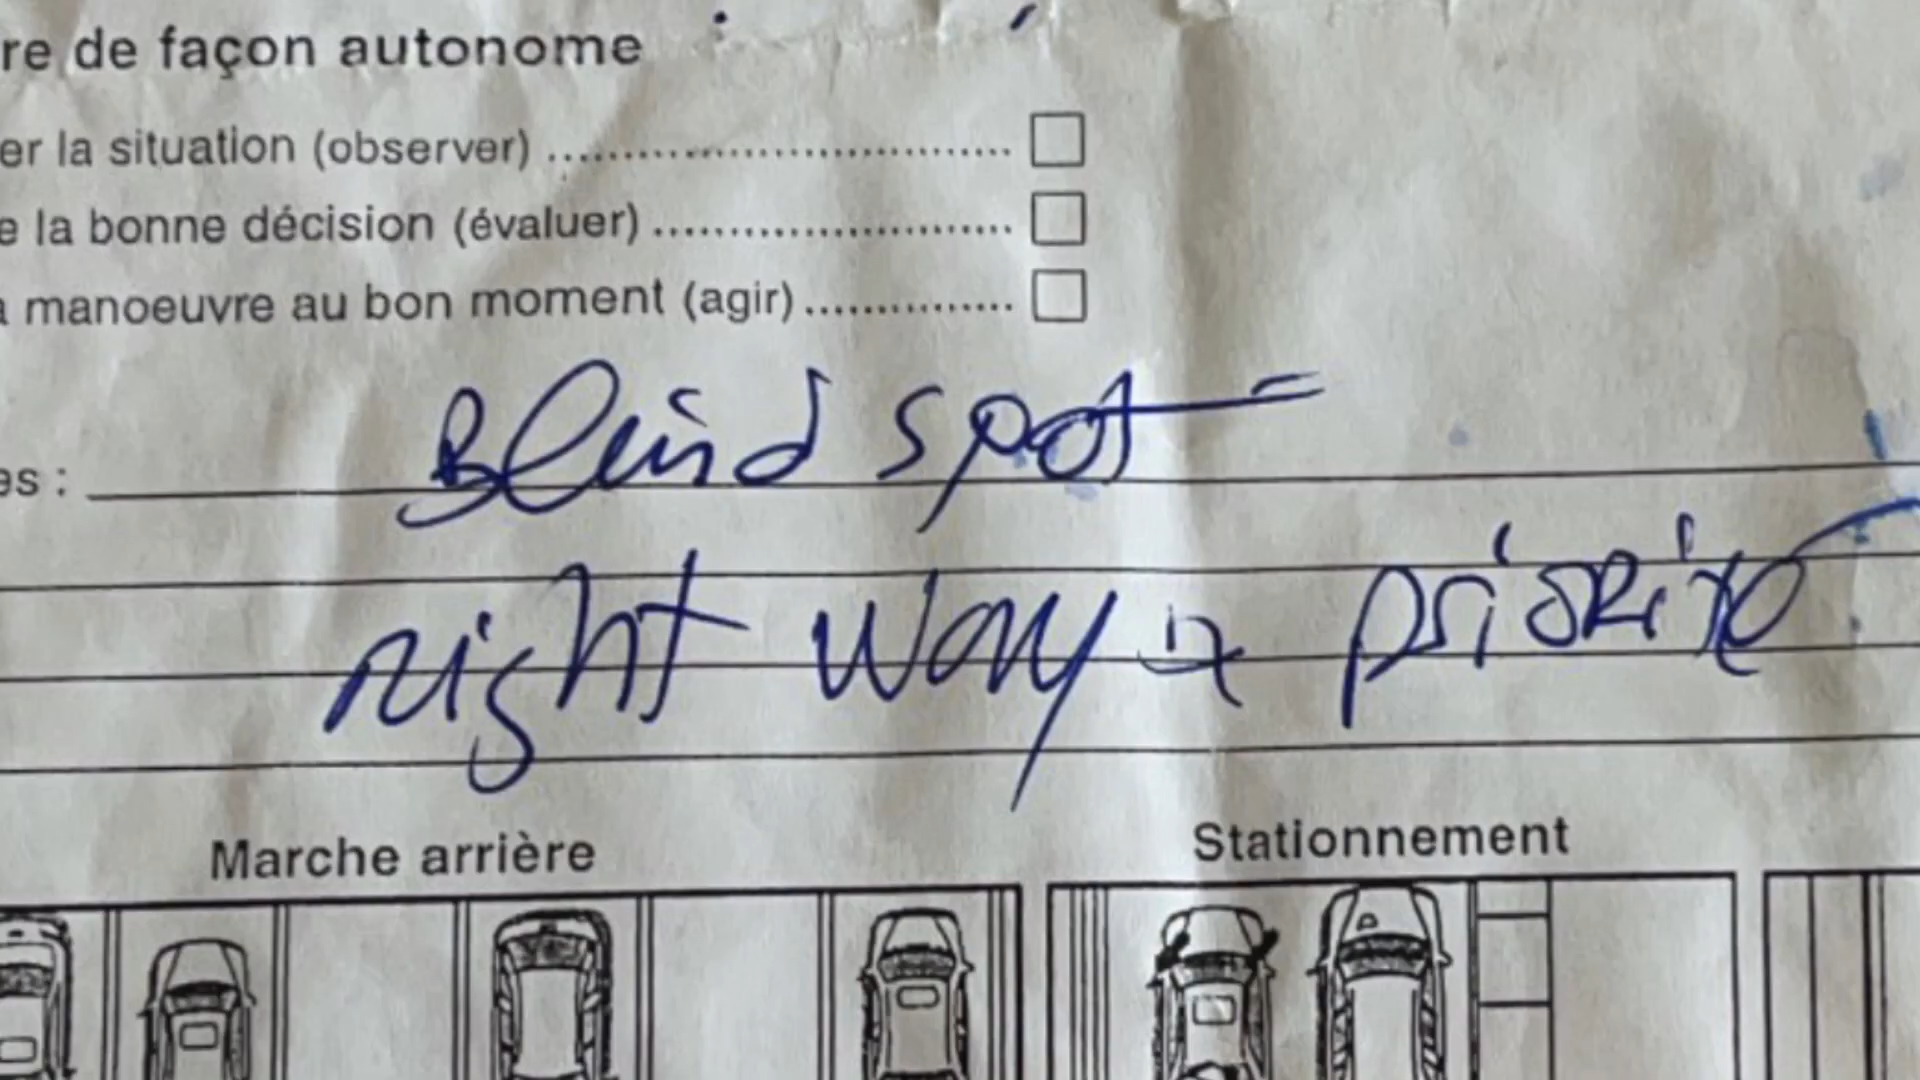 re de façon autonome
er la situation (observer) ..............................
e la bonne décision (évaluer) .......................
a manoeuvre au bon moment (agir) ..............
Blind spot
es :
right way priorité
Marche arrière
Stationnement